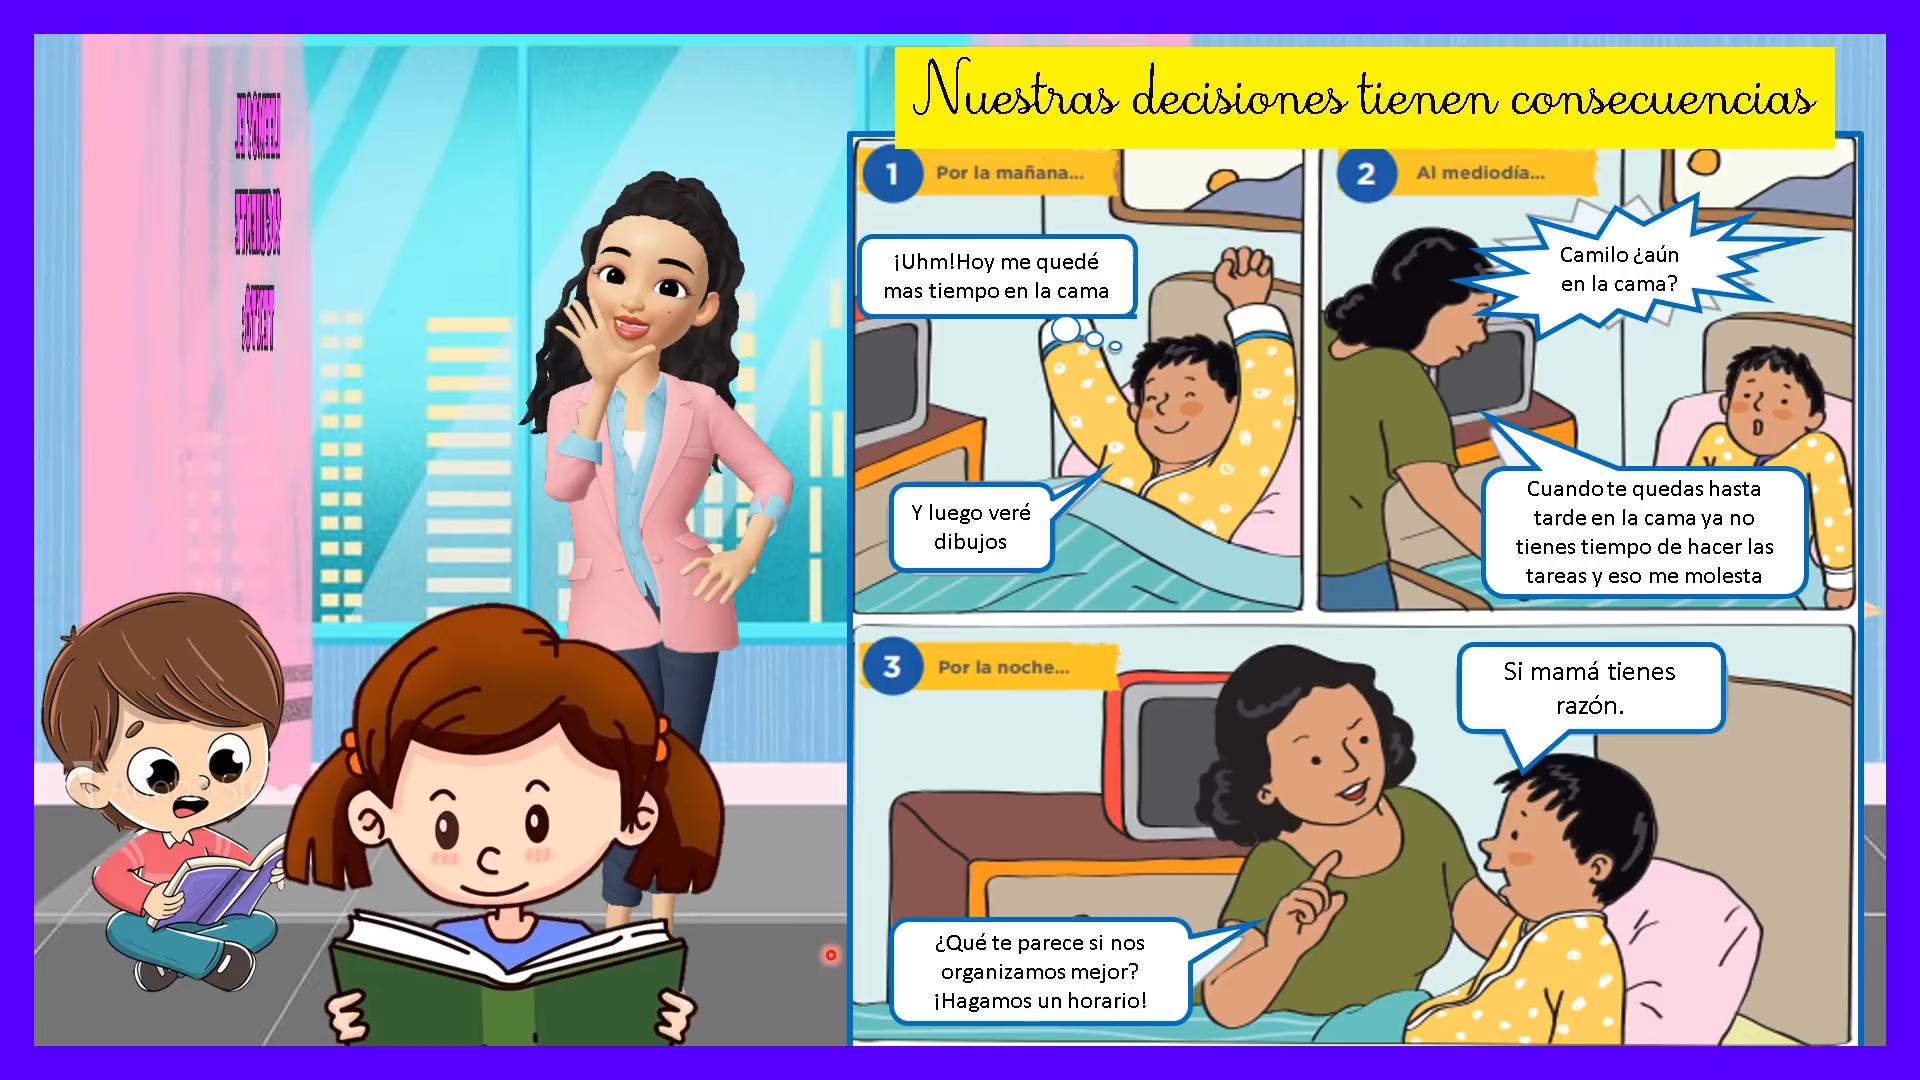 Nuestras decisiones tienen consecuencias
1 Por la mañana...
¡Uhm!Hoy me quedé
mas tiempo en la cama
Y luego veré
dibujos
2 Al mediodía...
Camilo ¿aún
en la cama?
Cuando te quedas hasta
tarde en la cama ya no
tienes tiempo de hacer las
tareas y eso me molesta
3 Por la noche...
Si mamá tienes
razón.
¿Qué te parece si nos
organizamos mejor?
¡Hagamos un horario!